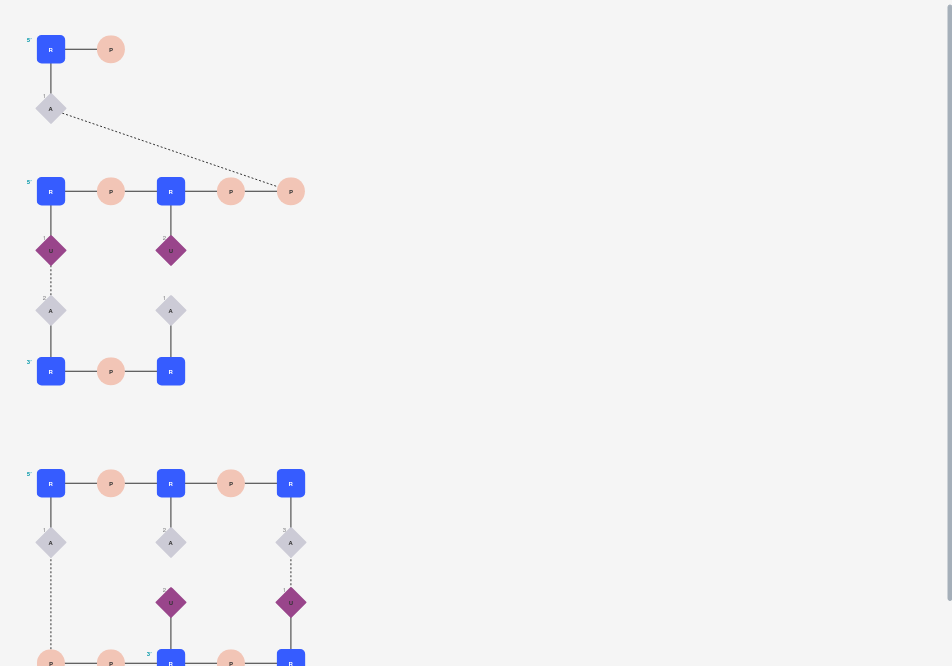 5' R P
1 A
5' R P R P P
1 U 2 U
2 A 1 A
3' R P R
5' R P R P R
1 A 2 A 3 A
2 U 1 U
P P 3' R P R